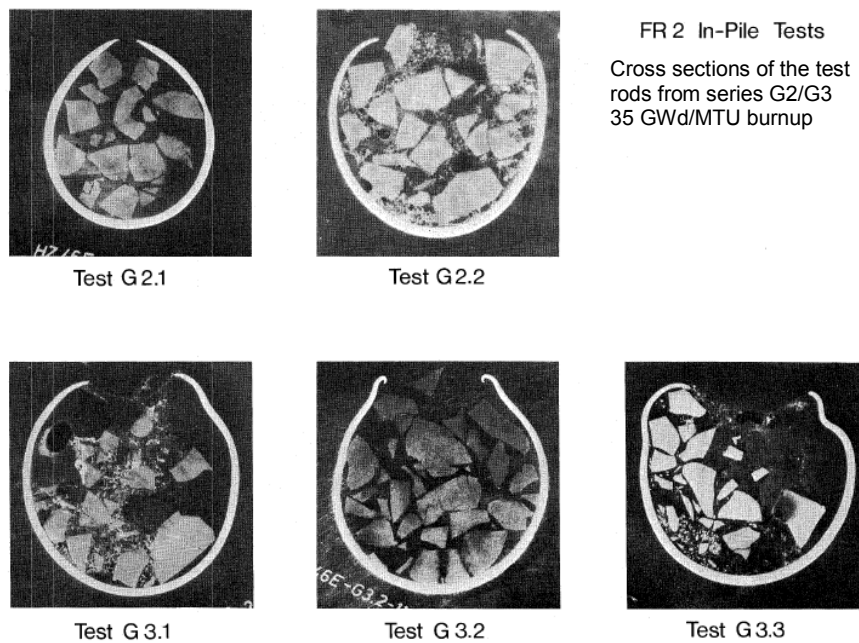 FR 2 In-Pile Tests
Cross sections of the test
rods from series G2/G3
35 GWd/MTU burnup
Test G 2.1
Test G 2.2
Test G 3.1
Test G 3.2
Test G 3.3